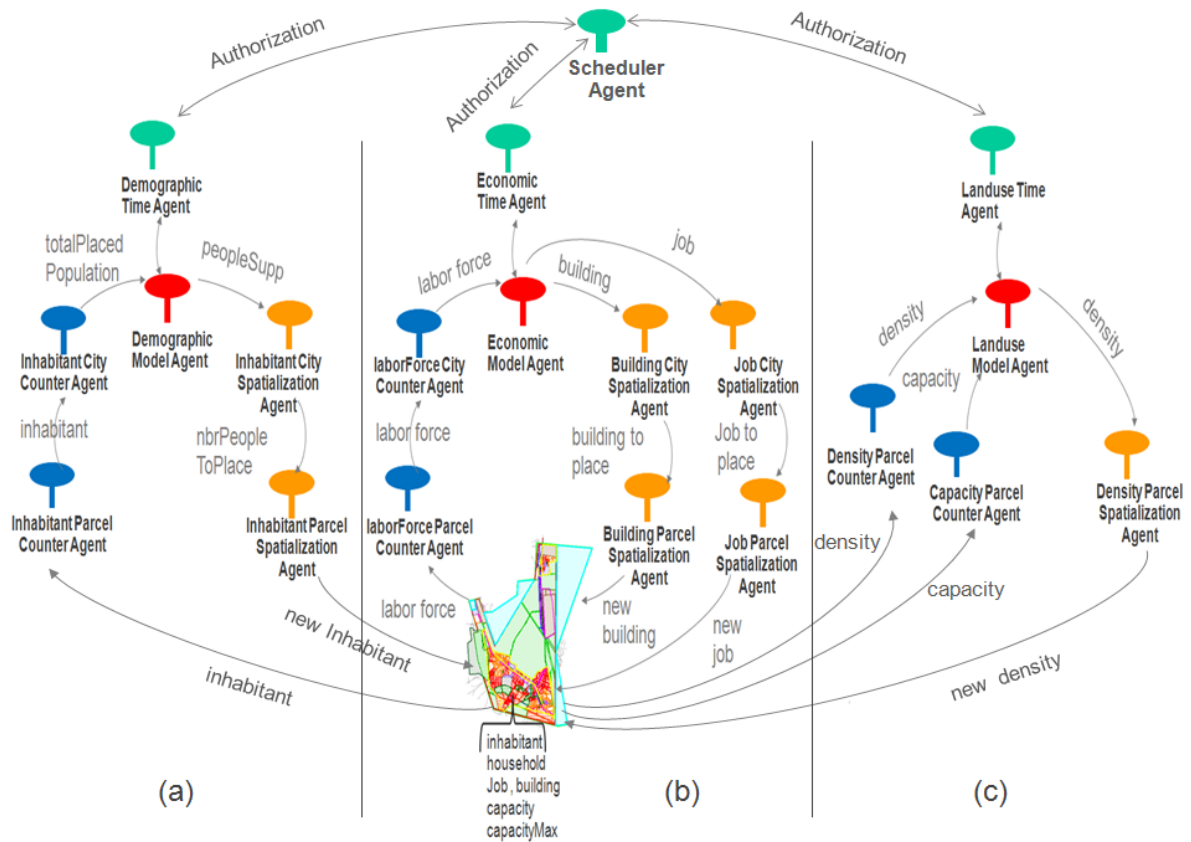 Authorization
Authorization
Authorization
Scheduler
Agent
Demographic
Time Agent
totalPlaced
Population
peopleSupp
Demographic
Model Agent
Inhabitant City
Counter Agent
Inhabitant City
Spatialization
Agent
inhabitant
nbrPeople
ToPlace
Inhabitant Parcel
Counter Agent
Inhabitant Parcel
Spatialization
Agent
inhabitant
new Inhabitant
(a)
Economic
Time Agent
labor force
building
job
Economic
Model Agent
laborForce City
Counter Agent
Building City
Spatialization
Agent
Job City
Spatialization
Agent
labor force
building to
place
Job to
place
laborForce Parcel
Counter Agent
Building Parcel
Spatialization
Agent
Job Parcel
Spatialization
Agent
labor force
new
building
new
job
inhabitant
household
Job , building
capacity
capacityMax
(b)
Landuse Time
Agent
density
capacity
density
Landuse
Model Agent
Density Parcel
Counter Agent
Capacity Parcel
Counter Agent
Density Parcel
Spatialization
Agent
density
capacity
new density
(c)